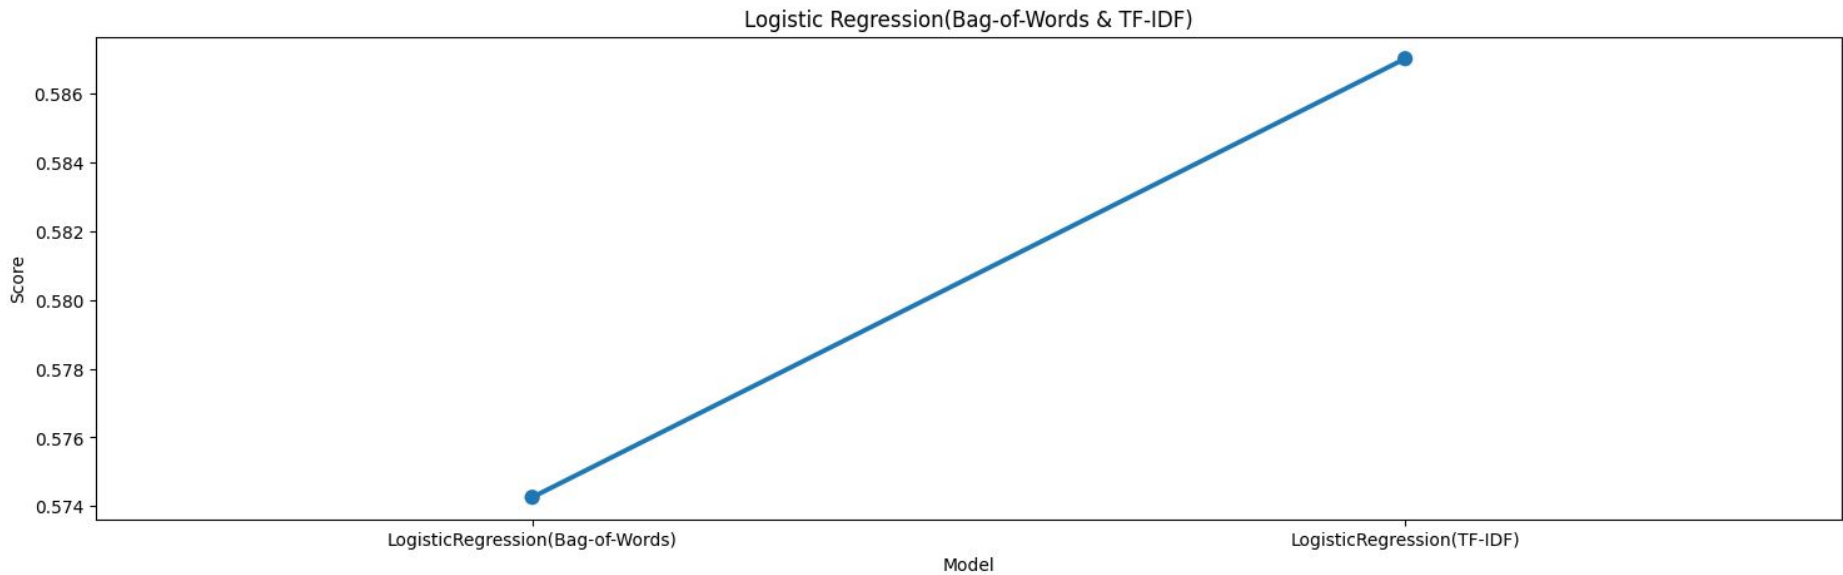 Logistic Regression(Bag-of-Words & TF-IDF)
0.586
0.584
0.582
0.580
0.578
0.576
0.574
Score
LogisticRegression(Bag-of-Words)
LogisticRegression(TF-IDF)
Model